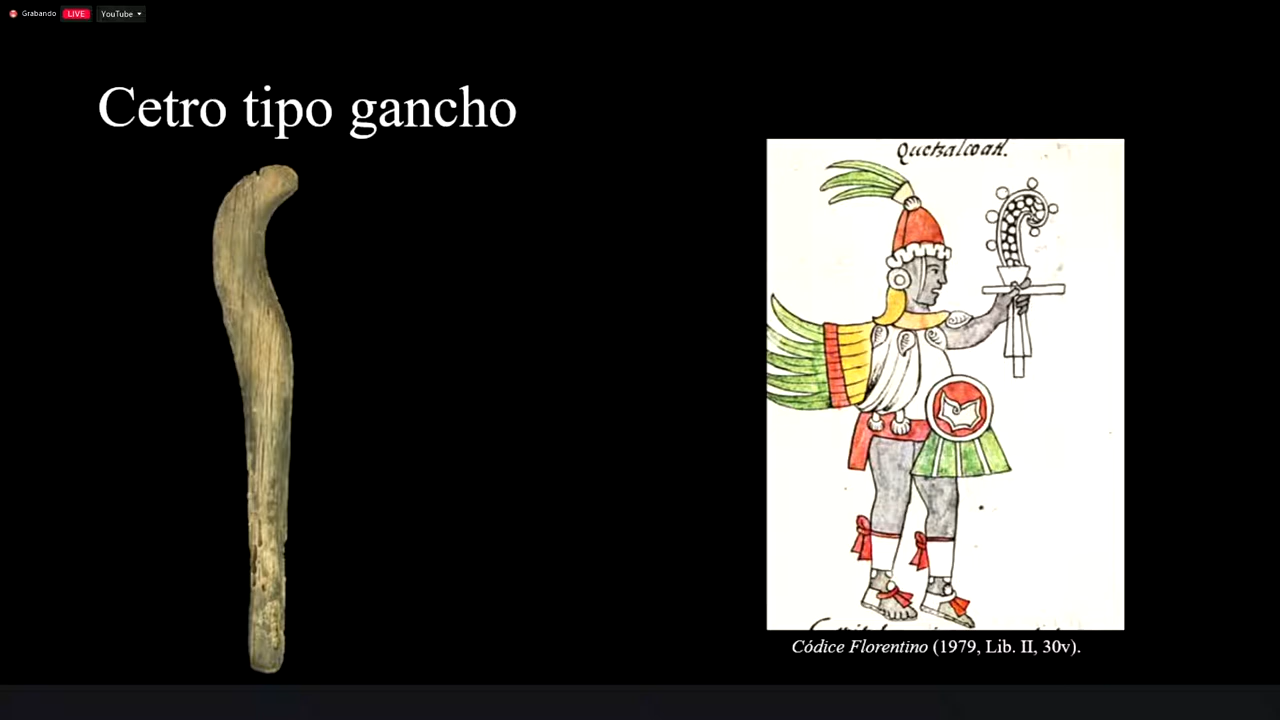 Grabando
LIVE
YouTube
Cetro tipo gancho
Quetzalcoatl.
Códice Florentino (1979, Lib. II, 30v).